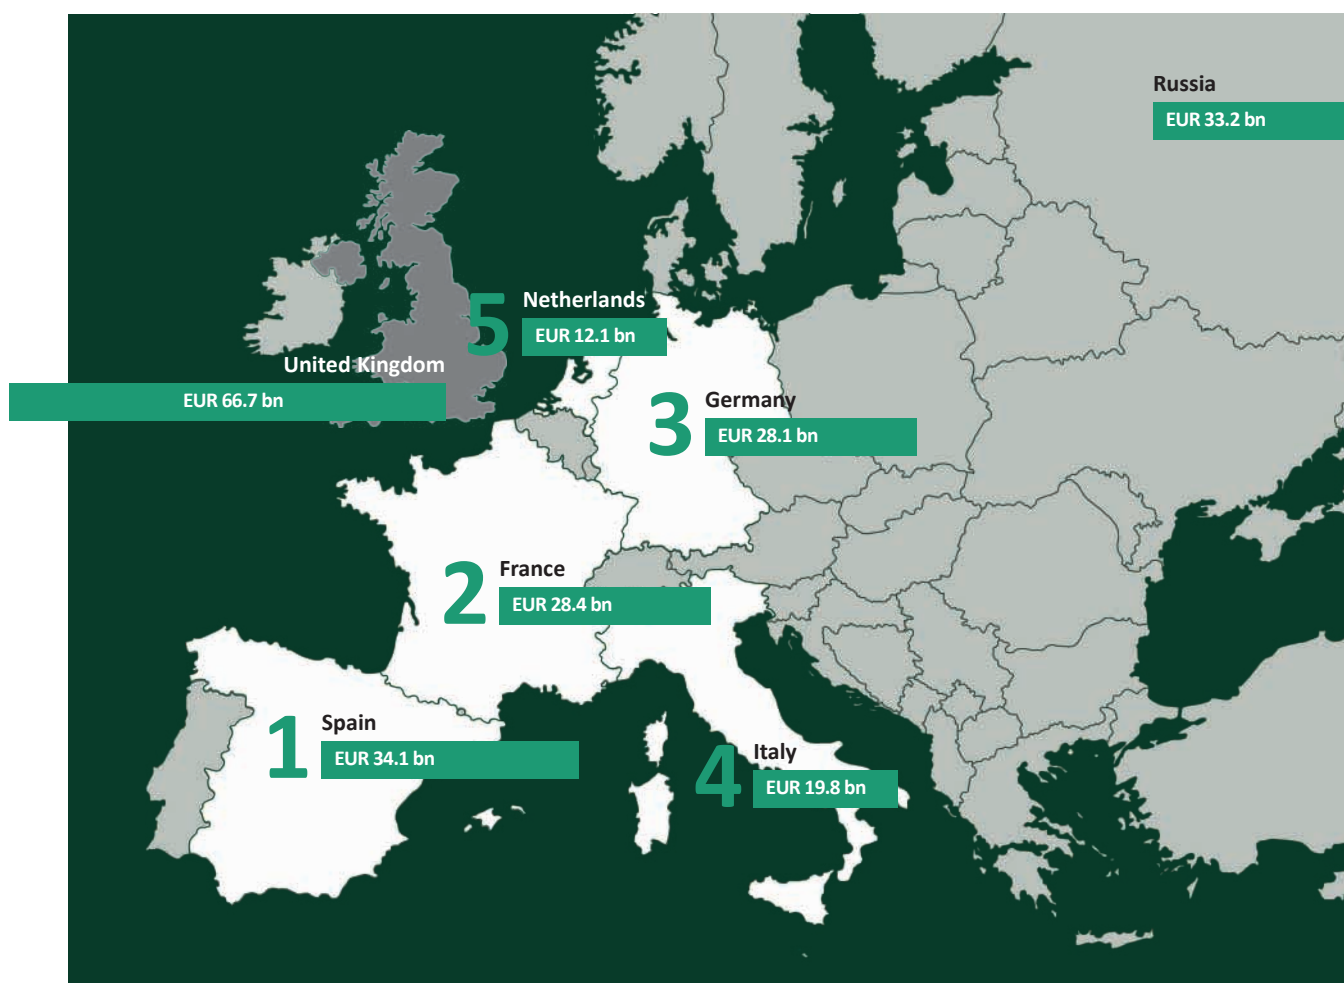 Russia
EUR 33.2 bn
5
Netherlands
EUR 12.1 bn
United Kingdom
EUR 66.7 bn
3
Germany
EUR 28.1 bn
2
France
EUR 28.4 bn
1
Spain
EUR 34.1 bn
4
Italy
EUR 19.8 bn